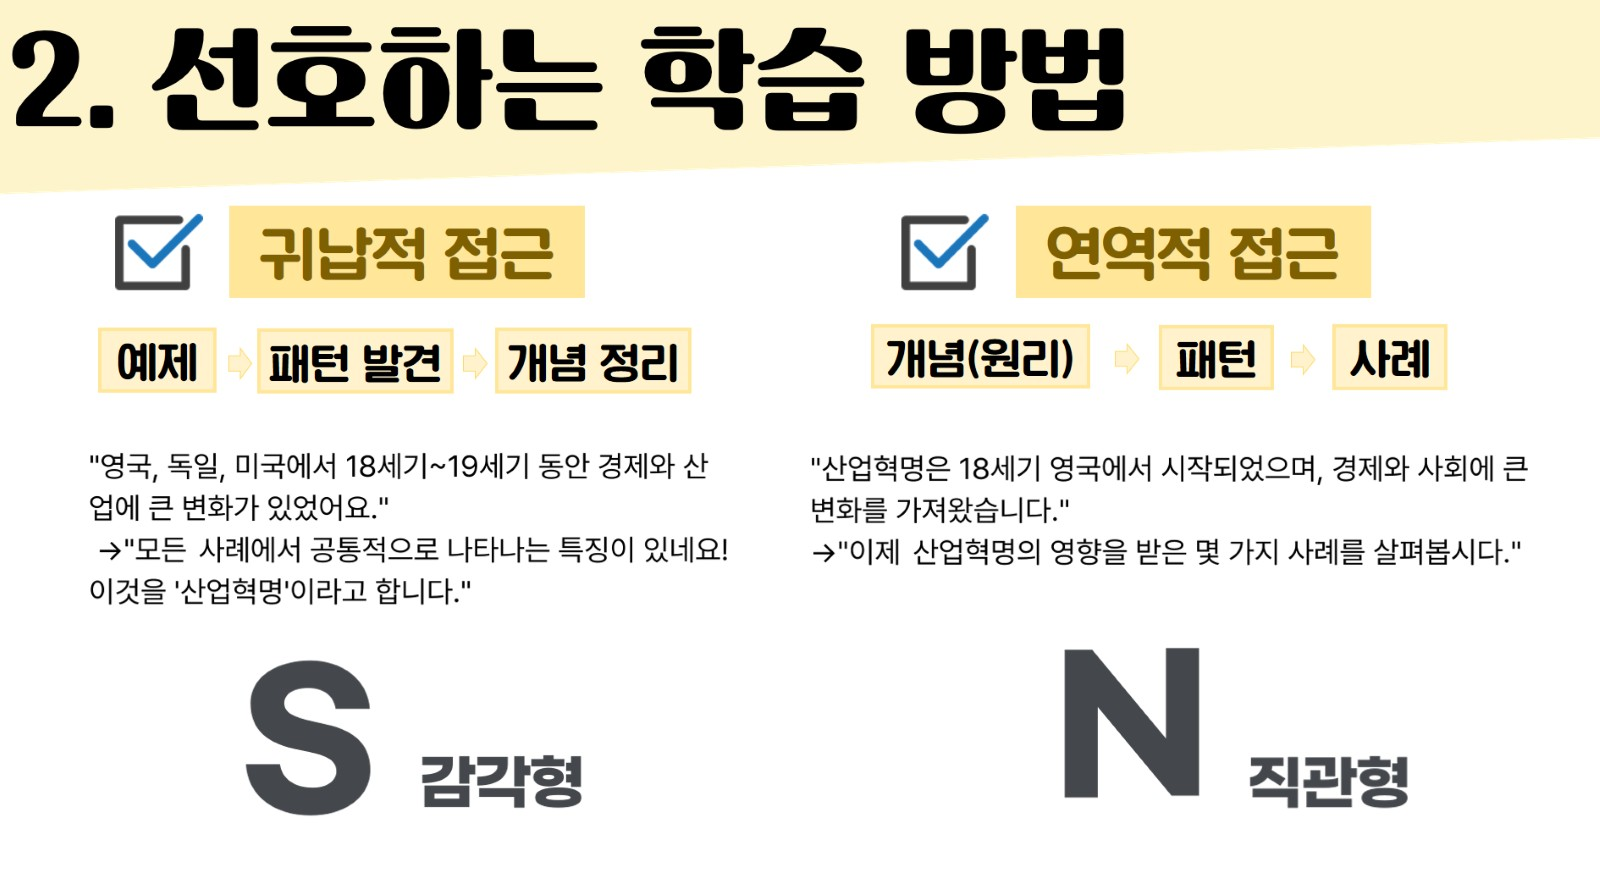 2. 선호하는 학습 방법
귀납적 접근
예제
패턴 발견
개념 정리
"영국, 독일, 미국에서 18세기~19세기 동안 경제와 산
업에 큰 변화가 있었어요."
→"모든 사례에서 공통적으로 나타나는 특징이 있네요!
이것을 '산업혁명'이라고 합니다."
S 감각형
연역적 접근
개념(원리)
패턴
사례
"산업혁명은 18세기 영국에서 시작되었으며, 경제와 사회에 큰
변화를 가져왔습니다."
→"이제 산업혁명의 영향을 받은 몇 가지 사례를 살펴봅시다."
N 직관형